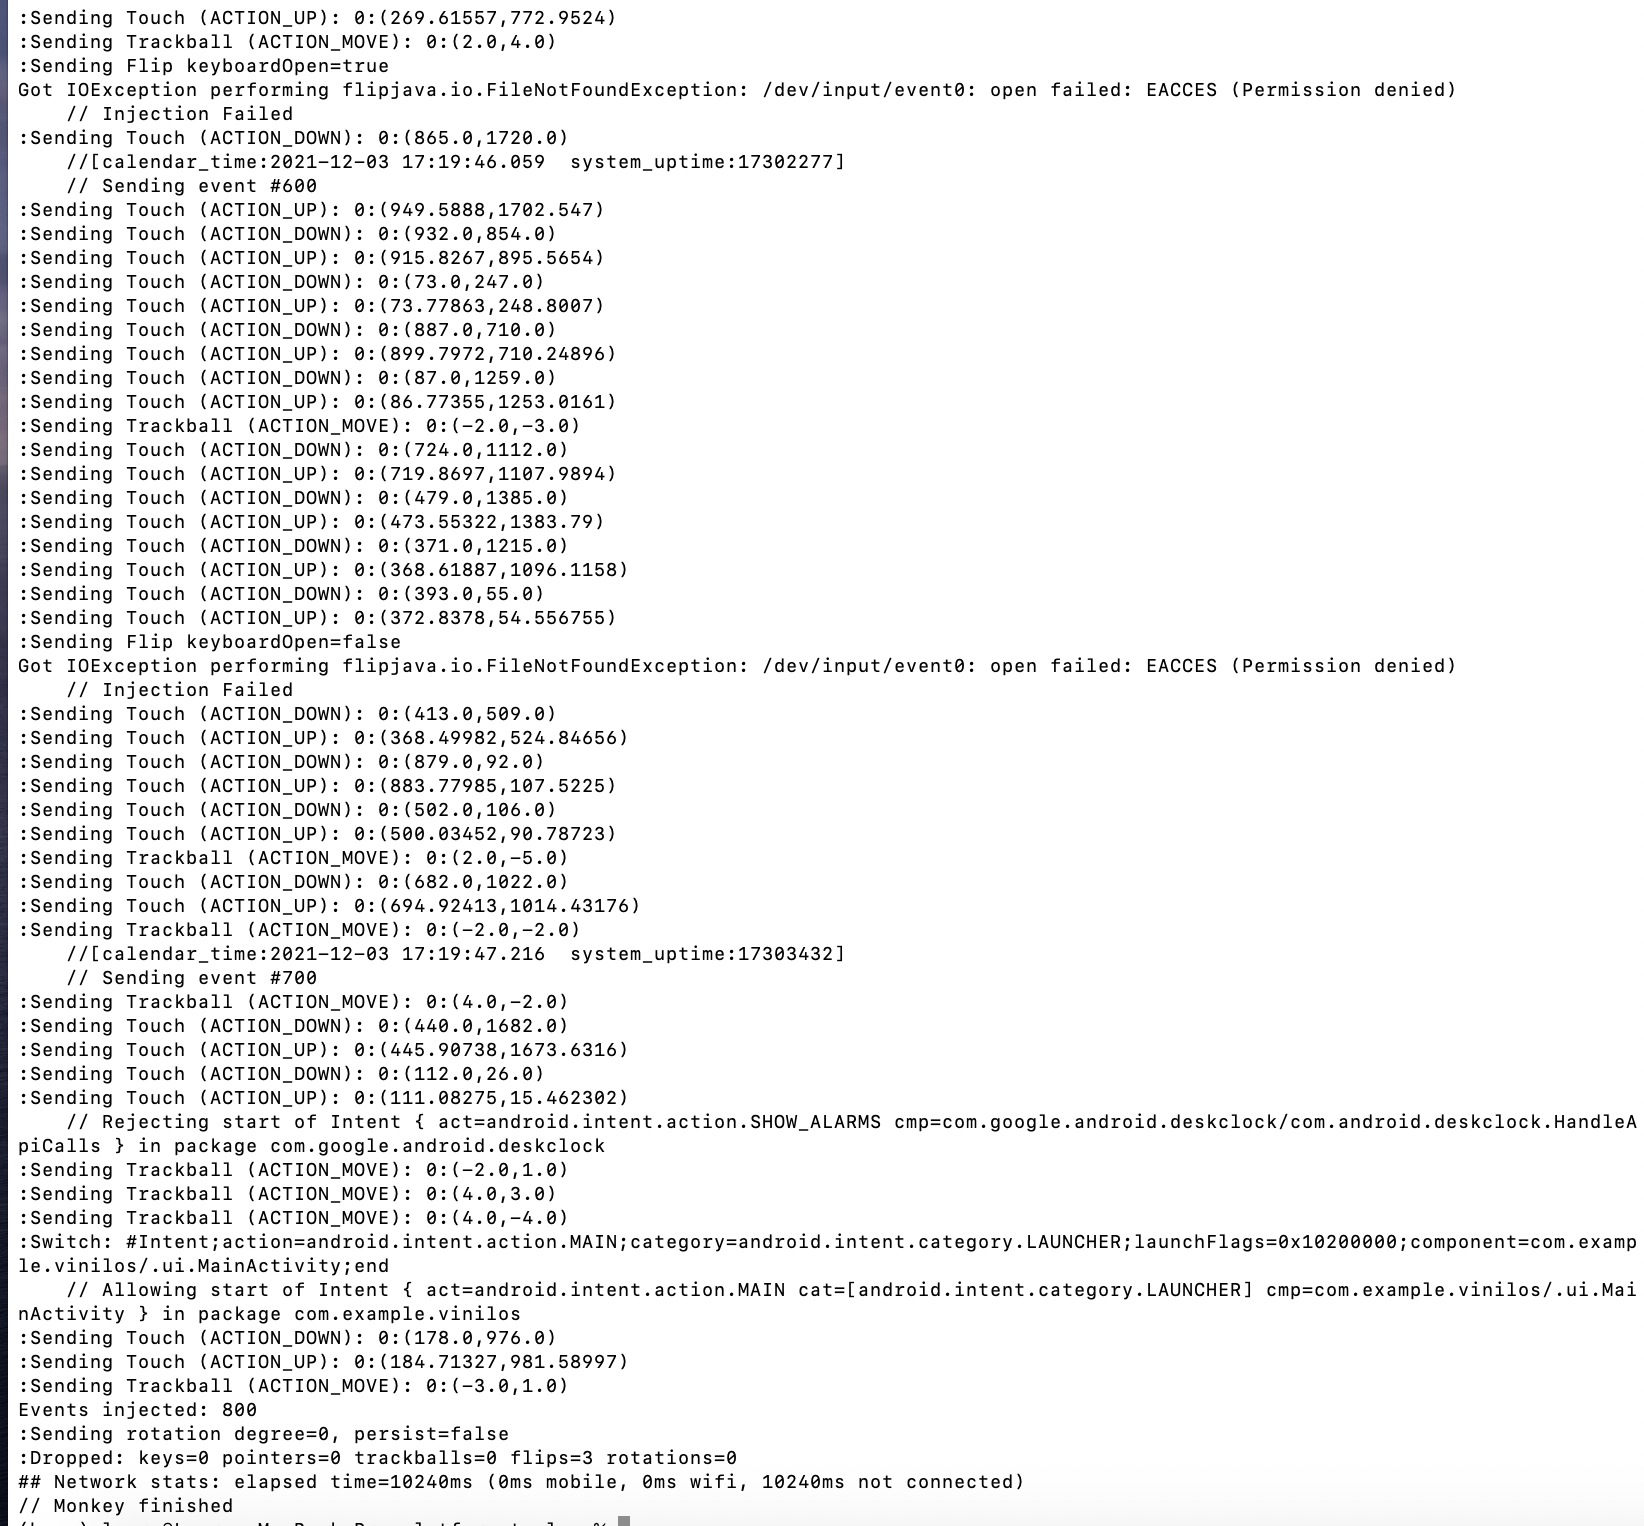 :Sending Touch (ACTION_UP): 0:(269.61557,772.9524)
:Sending Trackball (ACTION_MOVE): 0:(2.0,4.0)
:Sending Flip keyboardOpen=true
Got IOException performing flipjava.io.FileNotFoundException: /dev/input/event0: open failed: EACCES (Permission denied)
    // Injection Failed
:Sending Touch (ACTION_DOWN): 0:(865.0,1720.0)
    //[calendar_time:2021-12-03 17:19:46.059  system_uptime:17302277]
    // Sending event #600
:Sending Touch (ACTION_UP): 0:(949.5888,1702.547)
:Sending Touch (ACTION_DOWN): 0:(932.0,854.0)
:Sending Touch (ACTION_UP): 0:(915.8267,895.5654)
:Sending Touch (ACTION_DOWN): 0:(73.0,247.0)
:Sending Touch (ACTION_UP): 0:(73.77863,248.8007)
:Sending Touch (ACTION_DOWN): 0:(887.0,710.0)
:Sending Touch (ACTION_UP): 0:(899.7972,710.24896)
:Sending Touch (ACTION_DOWN): 0:(87.0,1259.0)
:Sending Touch (ACTION_UP): 0:(86.77355,1253.0161)
:Sending Trackball (ACTION_MOVE): 0:(-2.0,-3.0)
:Sending Touch (ACTION_DOWN): 0:(724.0,1112.0)
:Sending Touch (ACTION_UP): 0:(719.8697,1107.9894)
:Sending Touch (ACTION_DOWN): 0:(479.0,1385.0)
:Sending Touch (ACTION_UP): 0:(473.55322,1383.79)
:Sending Touch (ACTION_DOWN): 0:(371.0,1215.0)
:Sending Touch (ACTION_UP): 0:(368.61887,1096.1158)
:Sending Touch (ACTION_DOWN): 0:(393.0,55.0)
:Sending Touch (ACTION_UP): 0:(372.8378,54.556755)
:Sending Flip keyboardOpen=false
Got IOException performing flipjava.io.FileNotFoundException: /dev/input/event0: open failed: EACCES (Permission denied)
    // Injection Failed
:Sending Touch (ACTION_DOWN): 0:(413.0,509.0)
:Sending Touch (ACTION_UP): 0:(368.49982,524.84656)
:Sending Touch (ACTION_DOWN): 0:(879.0,92.0)
:Sending Touch (ACTION_UP): 0:(883.77985,107.5225)
:Sending Touch (ACTION_DOWN): 0:(502.0,106.0)
:Sending Touch (ACTION_UP): 0:(500.03452,90.78723)
:Sending Trackball (ACTION_MOVE): 0:(2.0,-5.0)
:Sending Touch (ACTION_DOWN): 0:(682.0,1022.0)
:Sending Touch (ACTION_UP): 0:(694.92413,1014.43176)
:Sending Trackball (ACTION_MOVE): 0:(-2.0,-2.0)
    //[calendar_time:2021-12-03 17:19:47.216  system_uptime:17303432]
    // Sending event #700
:Sending Trackball (ACTION_MOVE): 0:(4.0,-2.0)
:Sending Touch (ACTION_DOWN): 0:(440.0,1682.0)
:Sending Touch (ACTION_UP): 0:(445.90738,1673.6316)
:Sending Touch (ACTION_DOWN): 0:(112.0,26.0)
:Sending Touch (ACTION_UP): 0:(111.08275,15.462302)
    // Rejecting start of Intent { act=android.intent.action.SHOW_ALARMS cmp=com.google.android.deskclock/com.android.deskclock.HandleA
piCalls } in package com.google.android.deskclock
:Sending Trackball (ACTION_MOVE): 0:(-2.0,1.0)
:Sending Trackball (ACTION_MOVE): 0:(4.0,3.0)
:Sending Trackball (ACTION_MOVE): 0:(4.0,-4.0)
:Switch: #Intent;action=android.intent.action.MAIN;category=android.intent.category.LAUNCHER;launchFlags=0x10200000;component=com.examp
le.vinilos/.ui.MainActivity;end
    // Allowing start of Intent { act=android.intent.action.MAIN cat=[android.intent.category.LAUNCHER] cmp=com.example.vinilos/.ui.Mai
nActivity } in package com.example.vinilos
:Sending Touch (ACTION_DOWN): 0:(178.0,976.0)
:Sending Touch (ACTION_UP): 0:(184.71327,981.58997)
:Sending Trackball (ACTION_MOVE): 0:(-3.0,1.0)
Events injected: 800
:Sending rotation degree=0, persist=false
:Dropped: keys=0 pointers=0 trackballs=0 flips=3 rotations=0
## Network stats: elapsed time=10240ms (0ms mobile, 0ms wifi, 10240ms not connected)
// Monkey finished